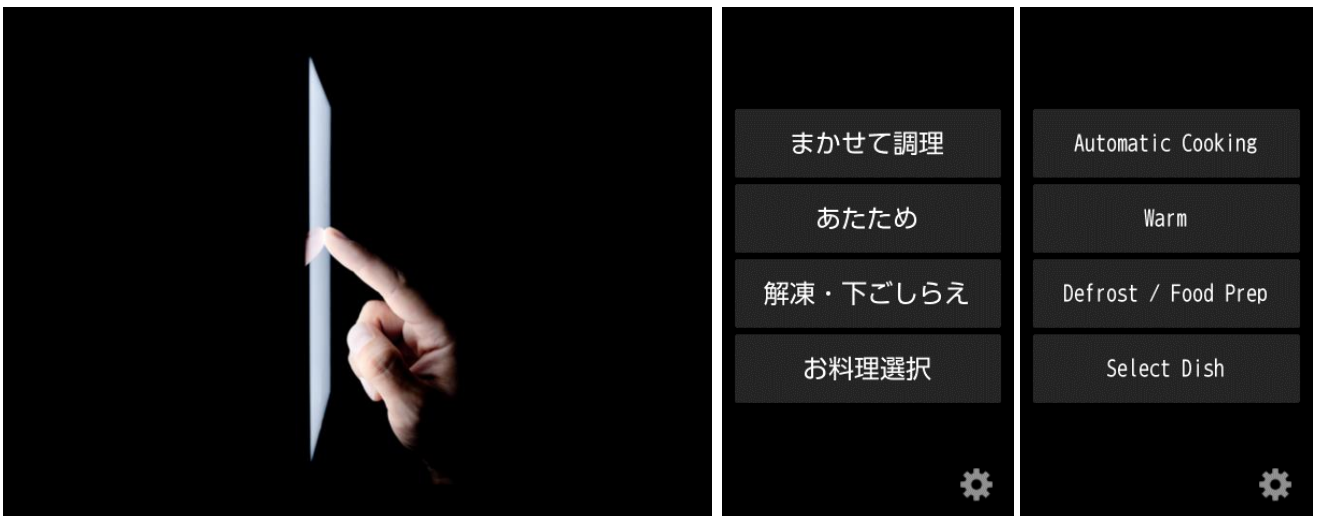 まかせて調理
あたため
解凍・下ごしらえ
お料理選択
Automatic Cooking
Warm
Defrost / Food Prep
Select Dish